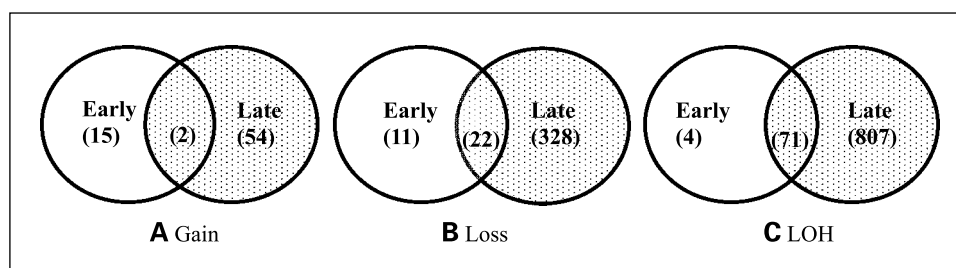 Early
(15)
(2)
Late
(54)
A Gain
Early
(11)
(22)
Late
(328)
B Loss
Early
(4)
(71)
Late
(807)
C LOH